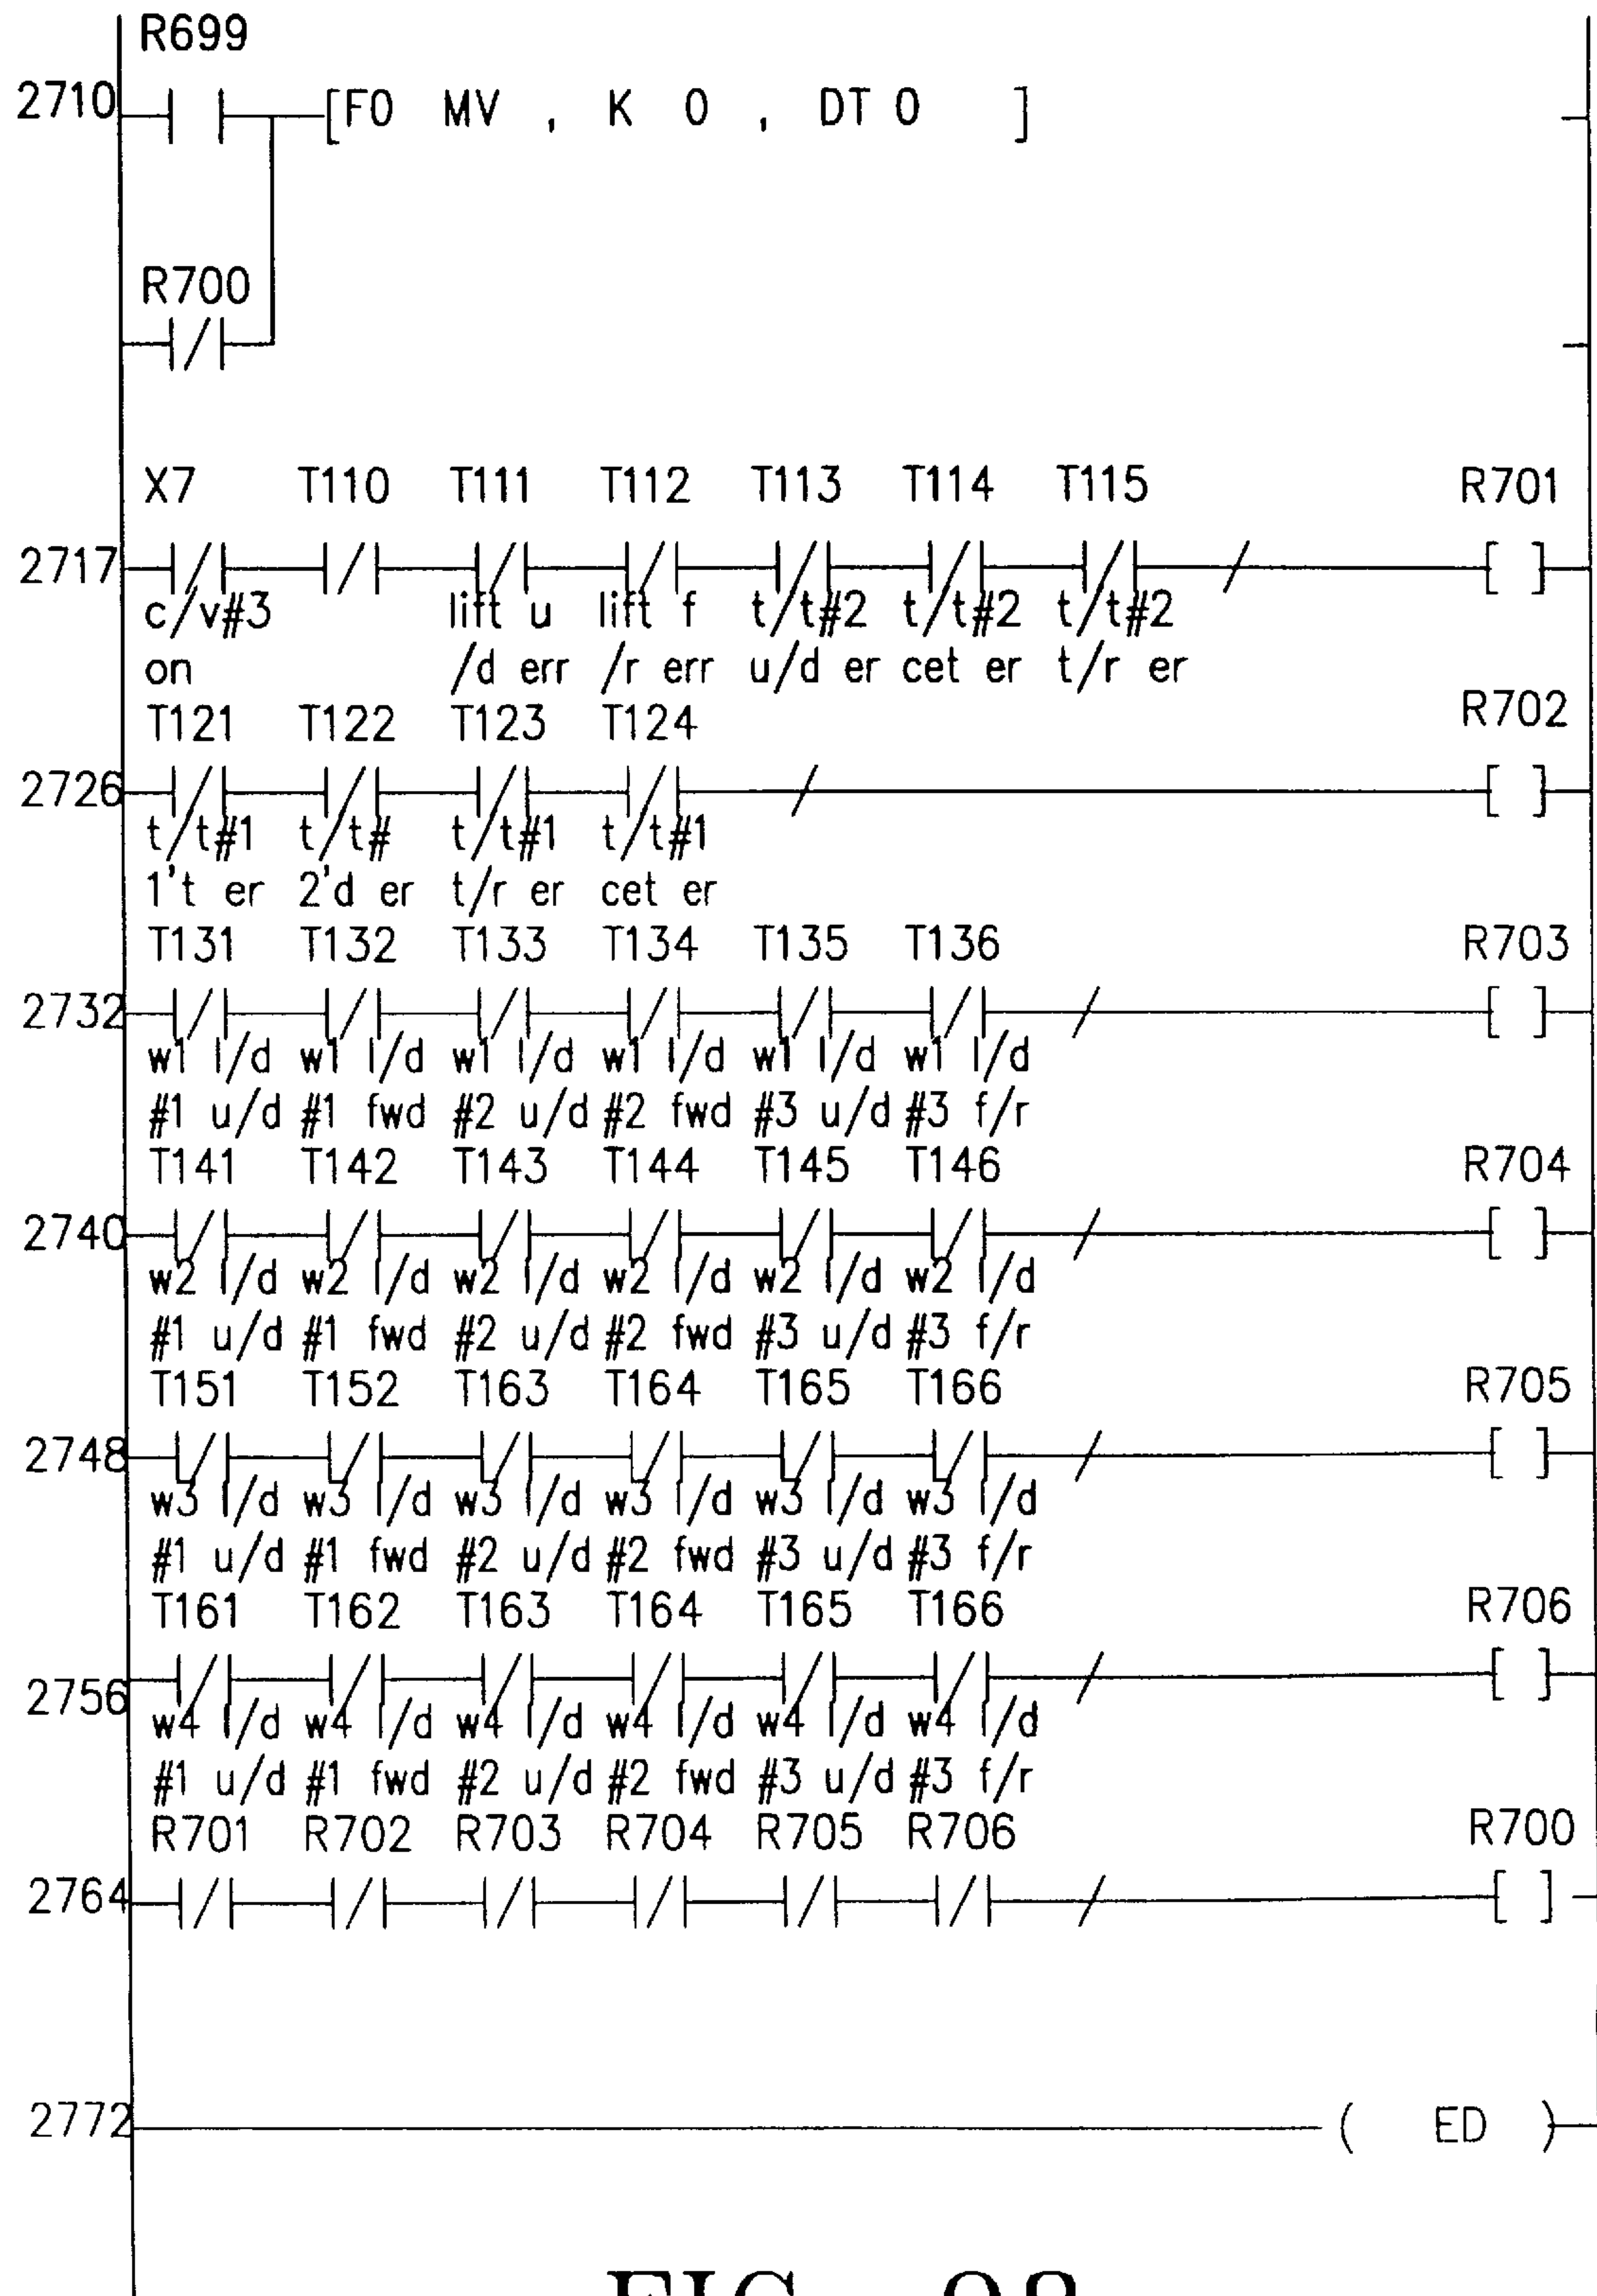 R699
2710 [F0 MV , K 0 , DT 0 ]
R700
X7 T110 T111 T112 T113 T114 T115 R701
2717 [ ]
c/v#3 lift u lift f t/t#2 t/t#2 t/t#2
on /d err /r err u/d er cet er t/r er
T121 T122 T123 T124 R702
2726 [ ]
t/t#1 t/t# t/t#1 t/t#1
1't er 2'd er t/r er cet er
T131 T132 T133 T134 T135 T136 R703
2732 [ ]
w1 l/d w1 l/d w1 l/d w1 l/d w1 l/d w1 l/d
#1 u/d #1 fwd #2 u/d #2 fwd #3 u/d #3 f/r
T141 T142 T143 T144 T145 T146 R704
2740 [ ]
w2 l/d w2 l/d w2 l/d w2 l/d w2 l/d w2 l/d
#1 u/d #1 fwd #2 u/d #2 fwd #3 u/d #3 f/r
T151 T152 T163 T164 T165 T166 R705
2748 [ ]
w3 l/d w3 l/d w3 l/d w3 l/d w3 l/d w3 l/d
#1 u/d #1 fwd #2 u/d #2 fwd #3 u/d #3 f/r
T161 T162 T163 T164 T165 T166 R706
2756 [ ]
w4 l/d w4 l/d w4 l/d w4 l/d w4 l/d w4 l/d
#1 u/d #1 fwd #2 u/d #2 fwd #3 u/d #3 f/r
R701 R702 R703 R704 R705 R706 R700
2764 [ ]
2772 ( ED )
FIG.